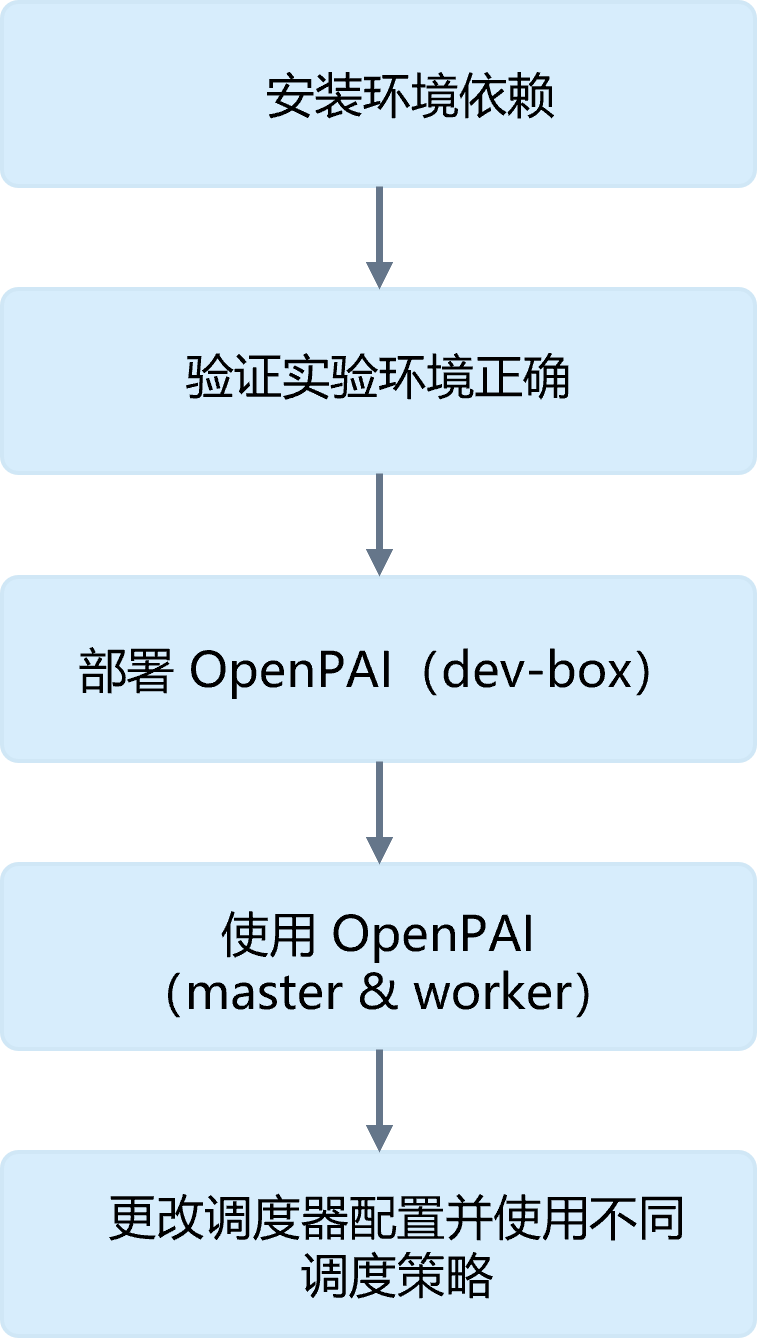 安装环境依赖
验证实验环境正确
部署 OpenPAI（dev-box）
使用 OpenPAI
（master & worker）
更改调度器配置并使用不同
调度策略